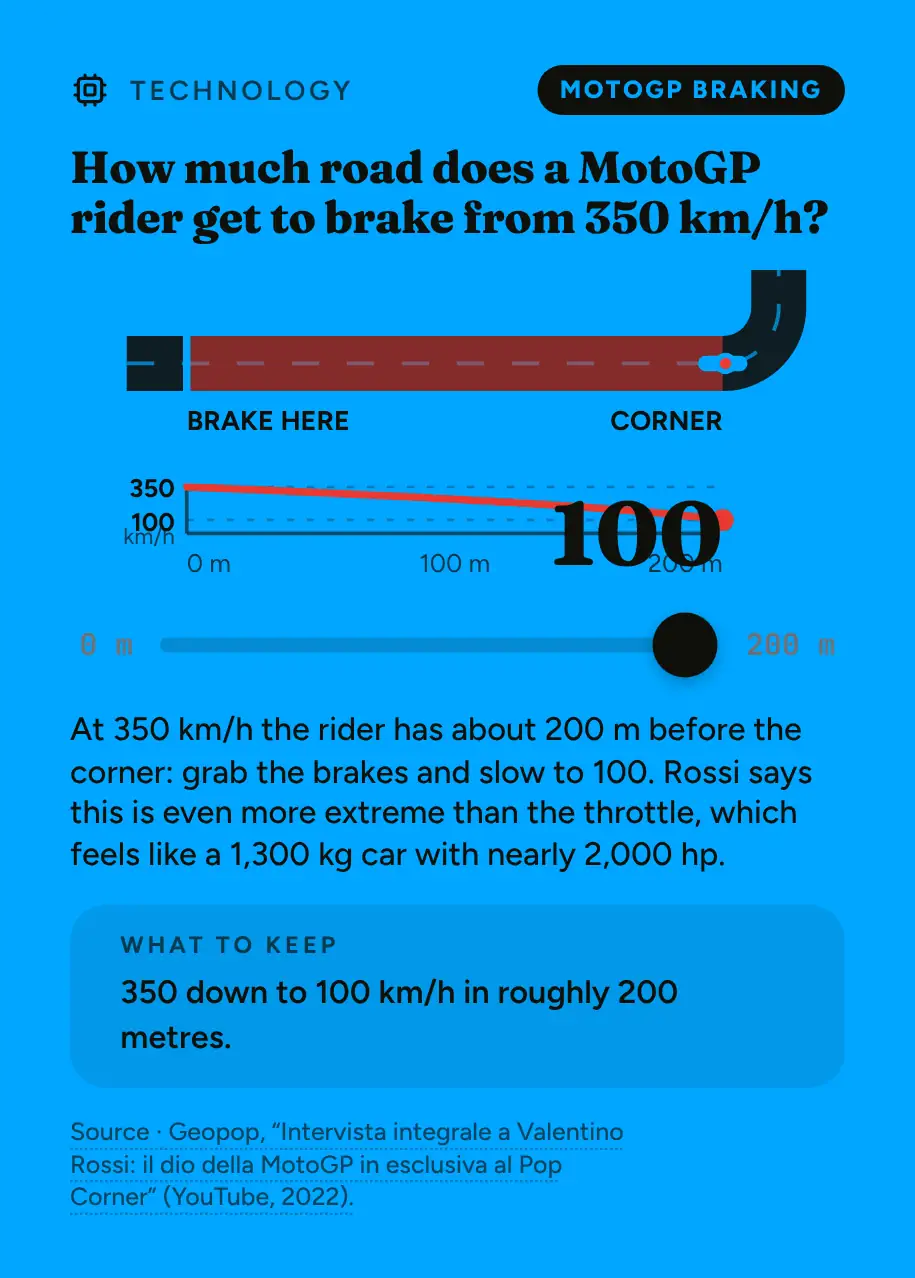 TECHNOLOGY
MOTOGP BRAKING
How much road does a MotoGP
rider get to brake from 350 km/h?
BRAKE HERE
CORNER
350
100
km/h
100
0 m
100 m
200 m
0 m
200 m
At 350 km/h the rider has about 200 m before the
corner: grab the brakes and slow to 100. Rossi says
this is even more extreme than the throttle, which
feels like a 1,300 kg car with nearly 2,000 hp.
WHAT TO KEEP
350 down to 100 km/h in roughly 200
metres.
Source · Geopop, “Intervista integrale a Valentino
Rossi: il dio della MotoGP in esclusiva al Pop
Corner” (YouTube, 2022).